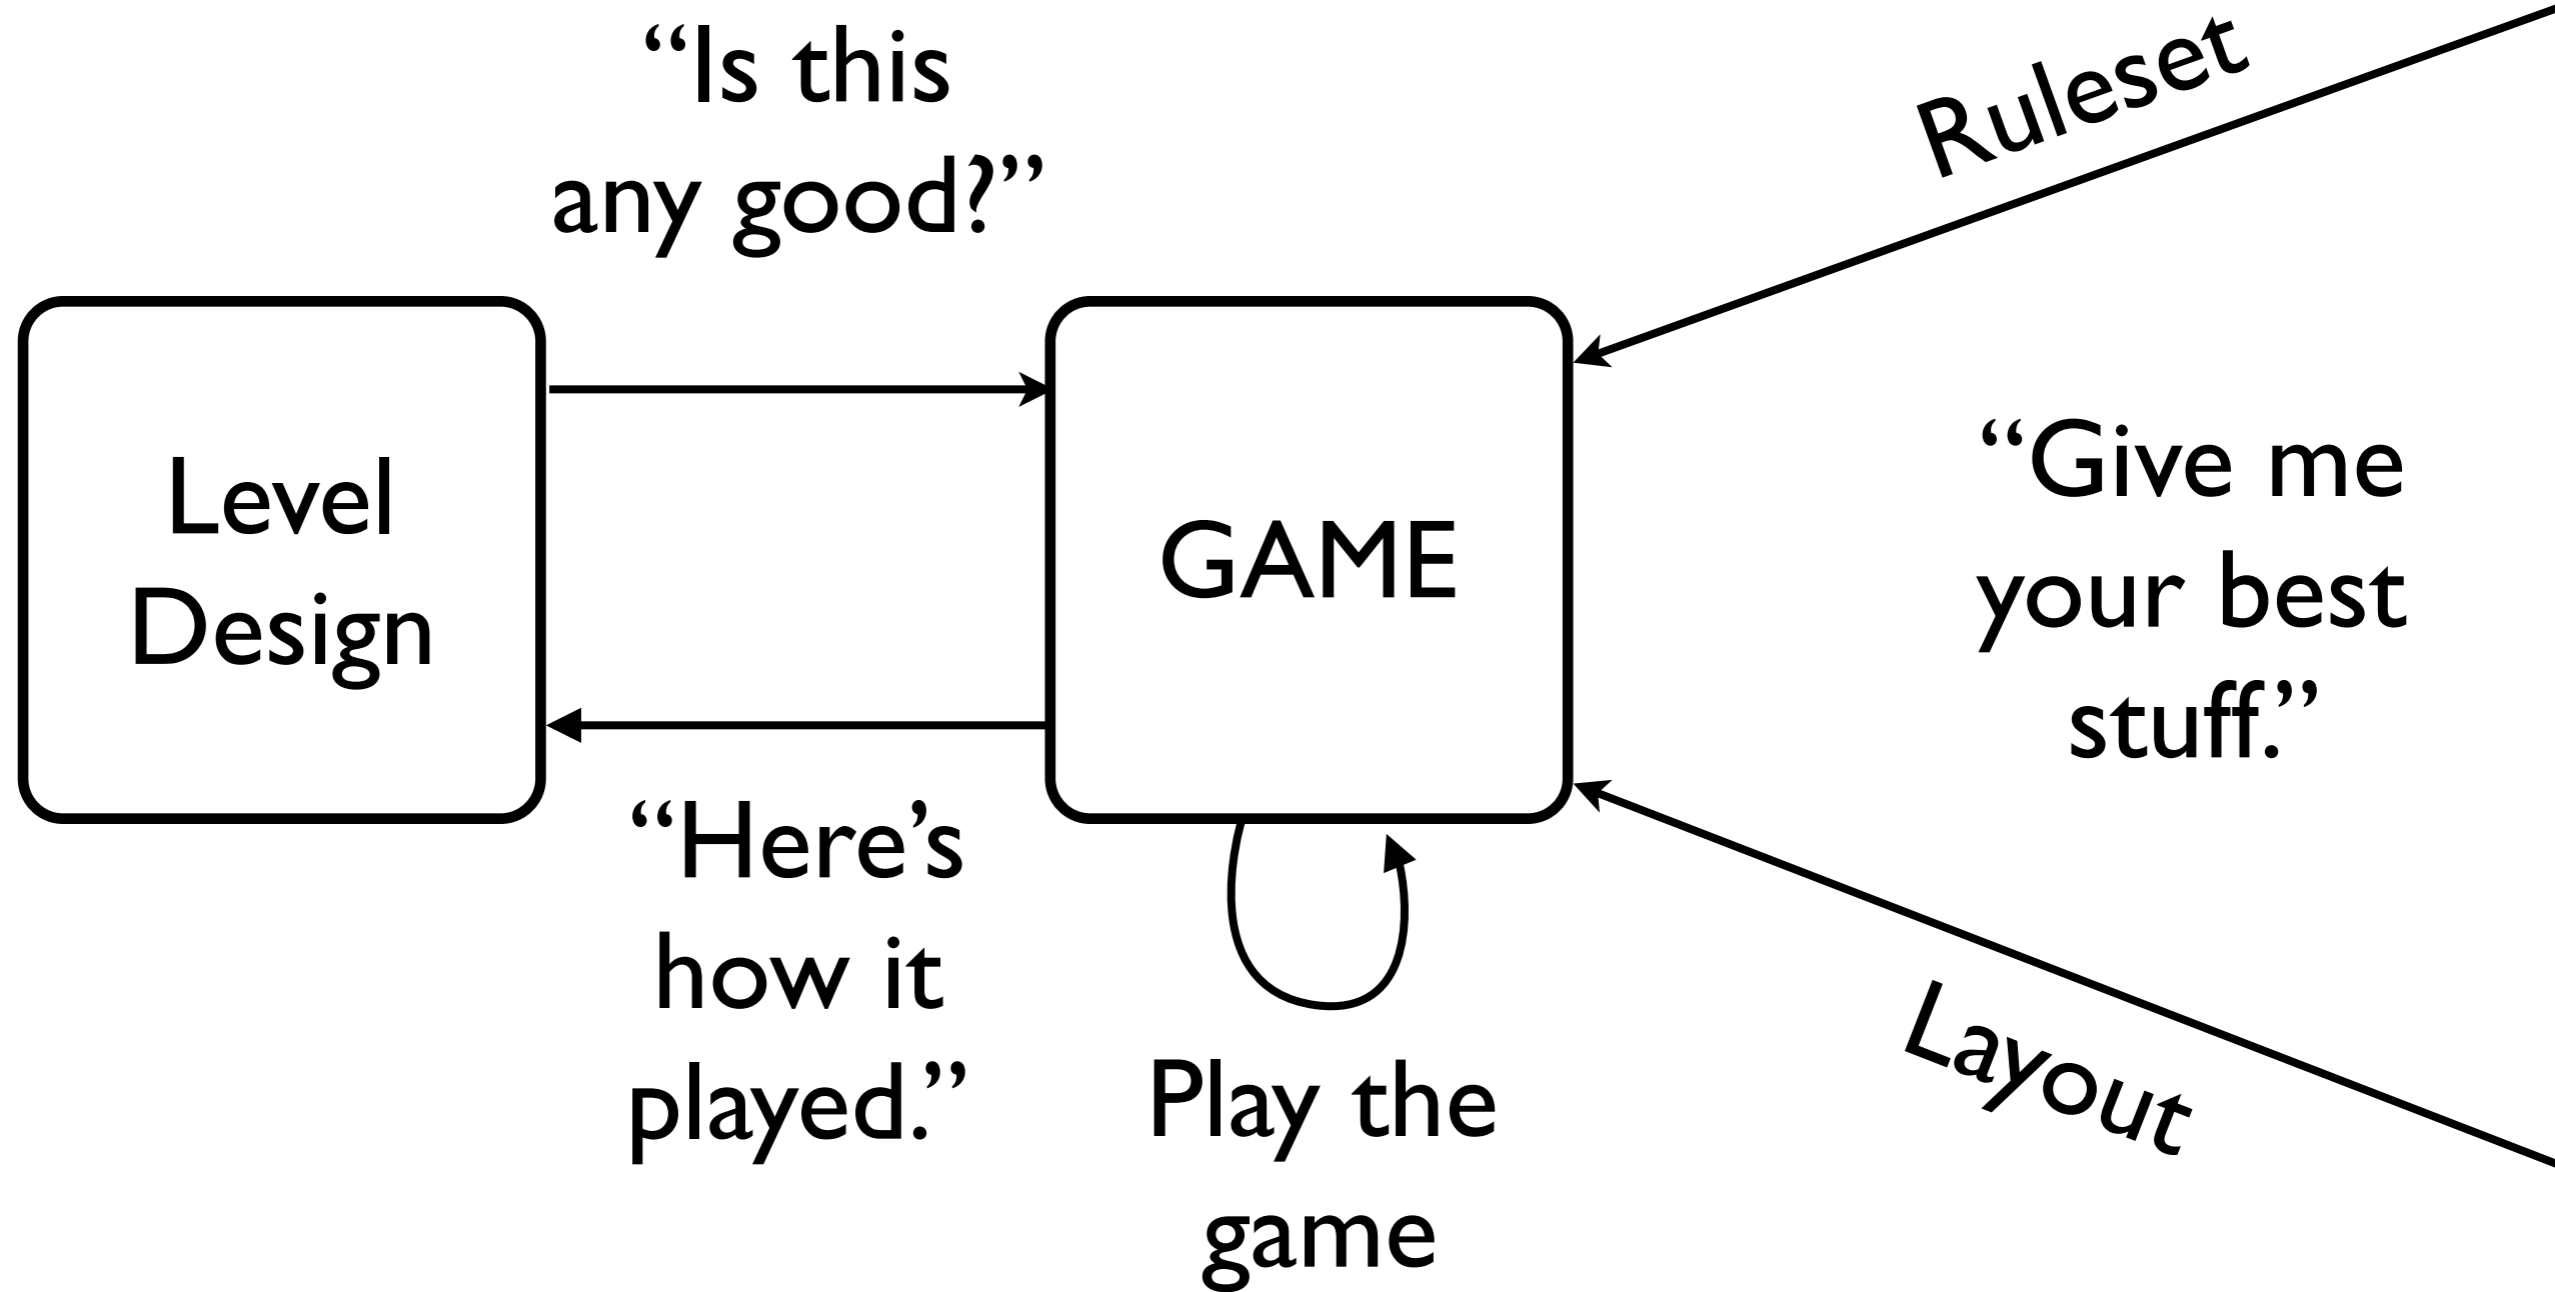 “Is this
any good?”
Ruleset
Level
Design
GAME
“Give me
your best
stuff.”
“Here’s
how it
played.”
Play the
game
Layout